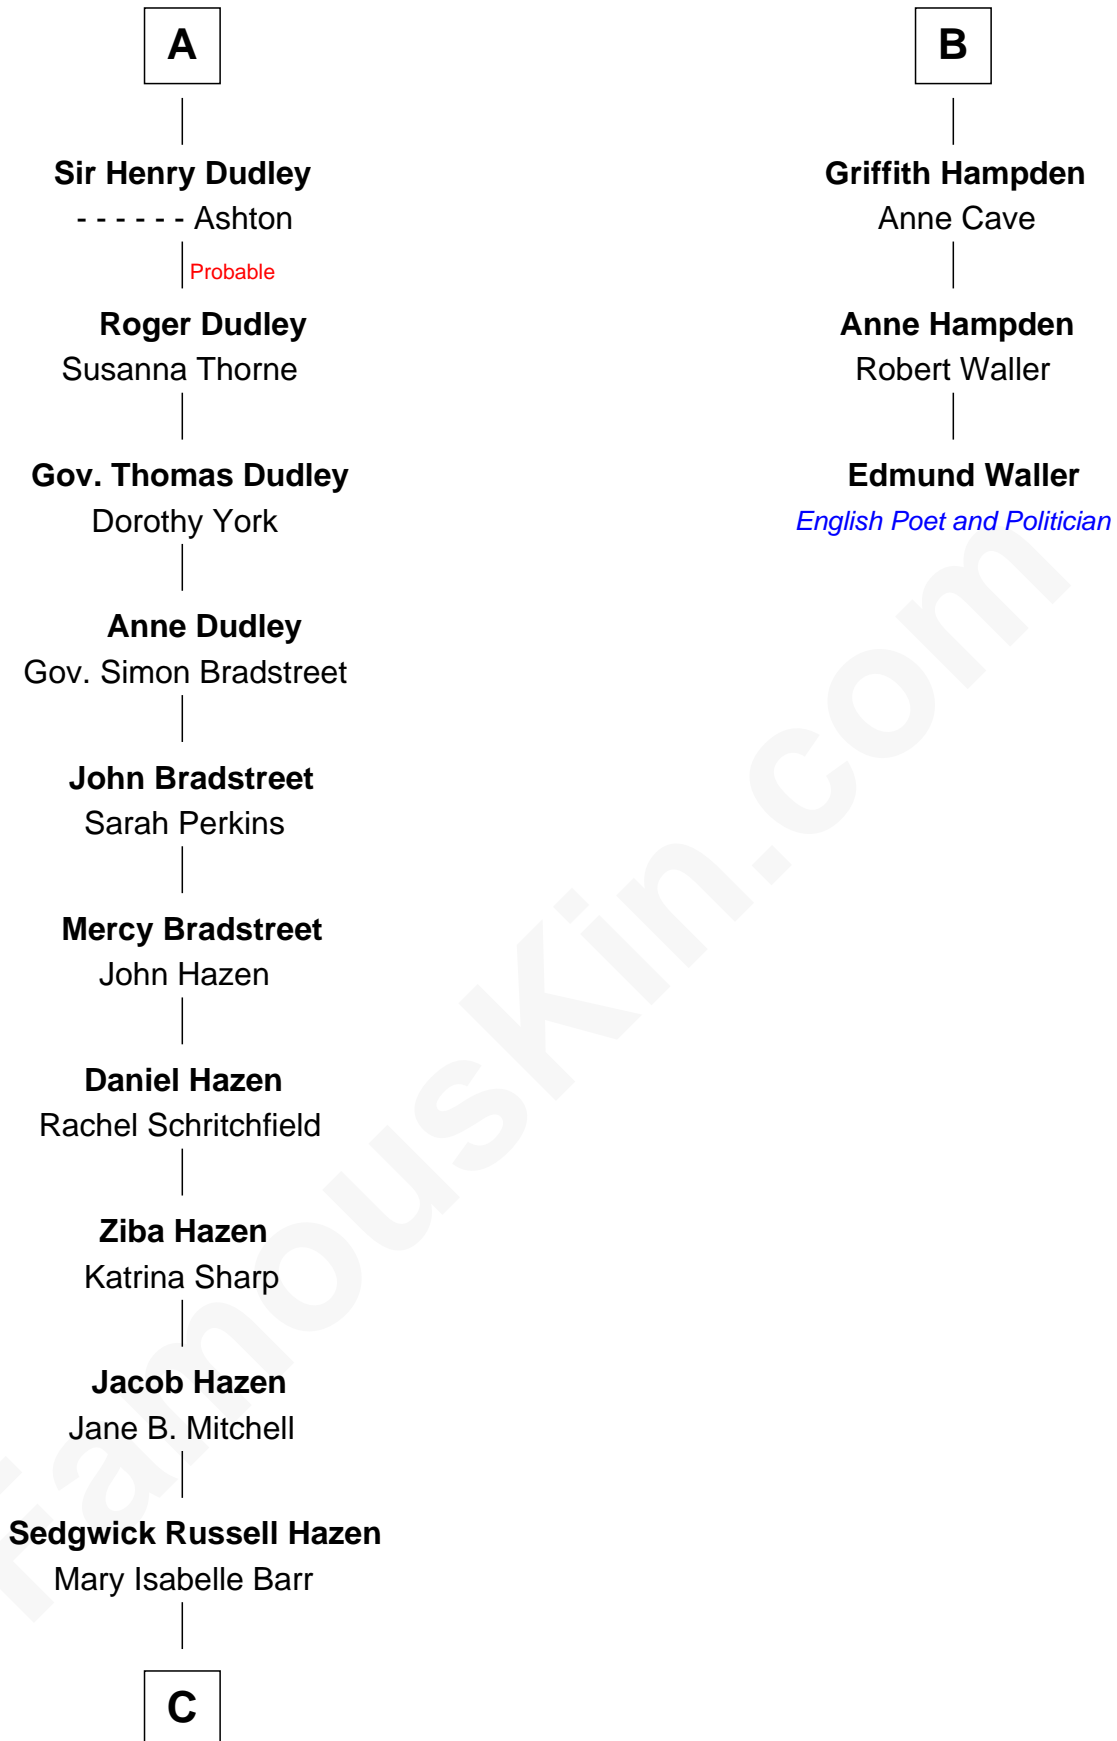 A
Sir Henry Dudley
- - - - - - Ashton
Probable
Roger Dudley
Susanna Thorne
Gov. Thomas Dudley
Dorothy York
Anne Dudley
Gov. Simon Bradstreet
John Bradstreet
Sarah Perkins
Mercy Bradstreet
John Hazen
Daniel Hazen
Rachel Schritchfield
Ziba Hazen
Katrina Sharp
Jacob Hazen
Jane B. Mitchell
Sedgwick Russell Hazen
Mary Isabelle Barr
C
B
Griffith Hampden
Anne Cave
Anne Hampden
Robert Waller
Edmund Waller
English Poet and Politician
FamousKin.com